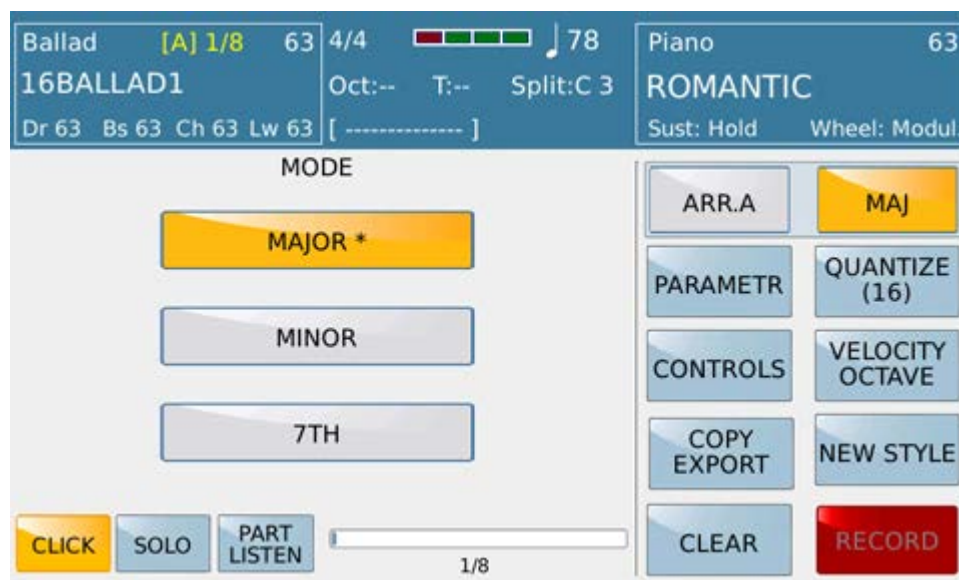 Ballad [A] 1/8 63
16BALLAD1
Dr 63 Bs 63 Ch 63 Lw 63
4/4 78
Oct:-- T:-- Split:C 3
[ -------------- ]
Piano 63
ROMANTIC
Sust: Hold Wheel: Modul.
MODE
MAJOR *
MINOR
7TH
CLICK
SOLO
PART
LISTEN
1/8
ARR.A
MAJ
PARAMETR
QUANTIZE
(16)
CONTROLS
VELOCITY
OCTAVE
COPY
EXPORT
NEW STYLE
CLEAR
RECORD